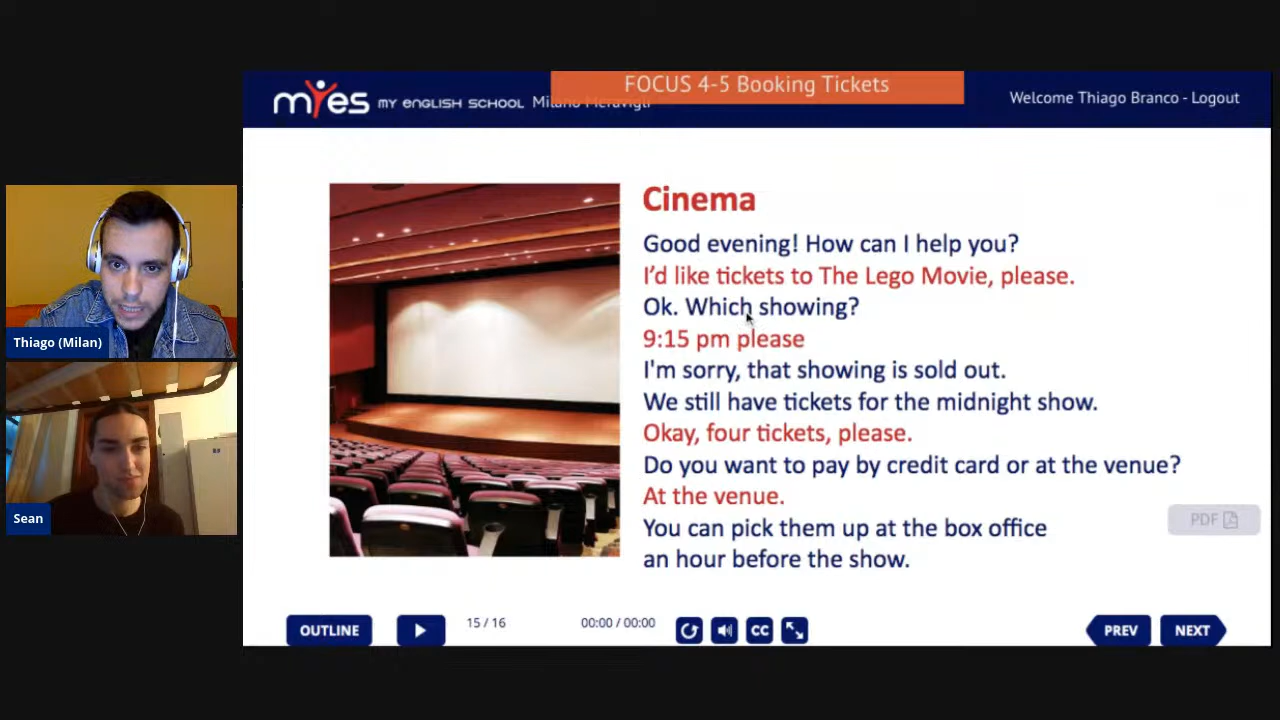 FOCUS 4-5 Booking Tickets
myes MY ENGLISH SCHOOL Milano Meravigli
Welcome Thiago Branco - Logout
Cinema
Good evening! How can I help you?
I'd like tickets to The Lego Movie, please.
Ok. Which showing?
9:15 pm please
I'm sorry, that showing is sold out.
We still have tickets for the midnight show.
Okay, four tickets, please.
Do you want to pay by credit card or at the venue?
At the venue.
You can pick them up at the box office
an hour before the show.
Thiago (Milan)
Sean
PDF
OUTLINE
15 / 16
00:00 / 00:00
CC
PREV
NEXT